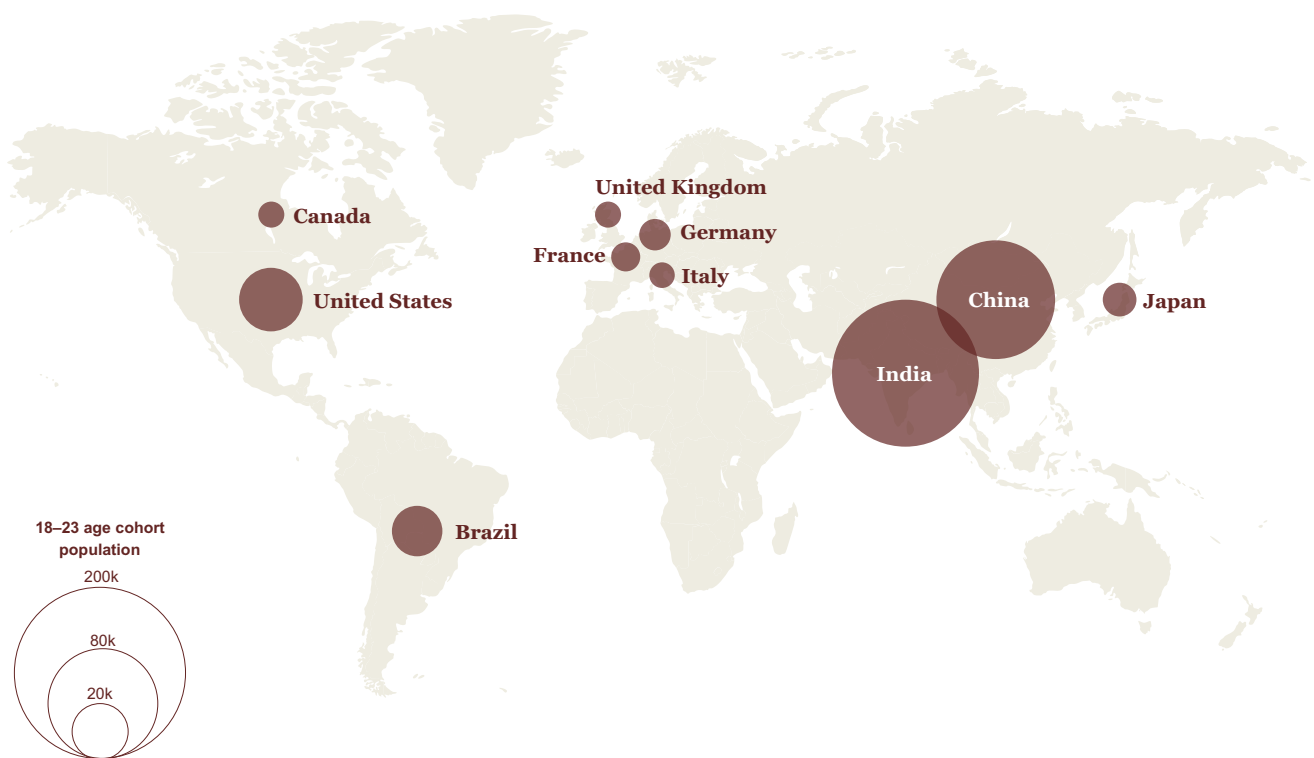 United Kingdom
Canada
Germany
France
Italy
United States
China
Japan
India
Brazil
18–23 age cohort
population
200k
80k
20k